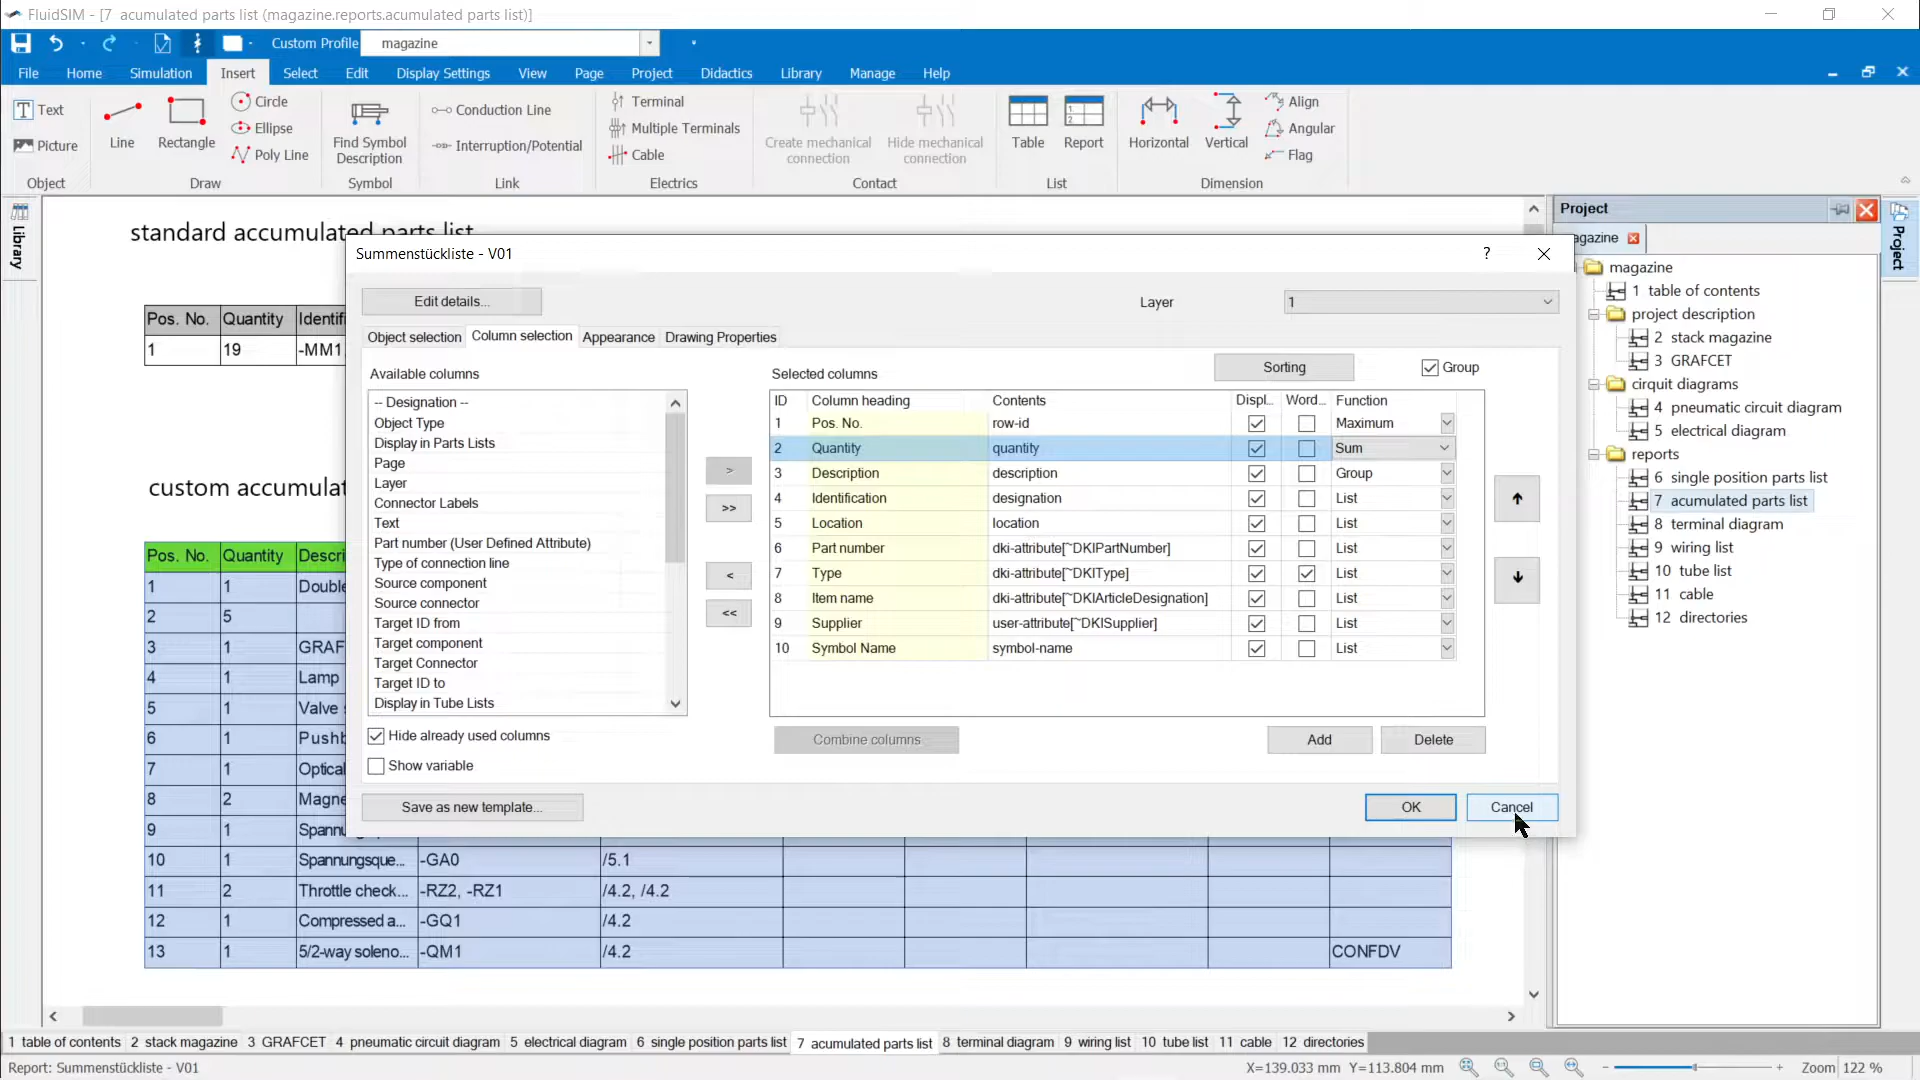 FluidSIM - [7  acumulated parts list (magazine.reports.acumulated parts list)]
Custom Profile magazine
File Home Simulation Insert Select Edit Display Settings View Page Project Didactics Library Manage Help
Text
Picture
Object
Line
Rectangle
Circle
Ellipse
Poly Line
Draw
Find Symbol
Description
Symbol
Conduction Line
Interruption/Potential
Link
Terminal
Multiple Terminals
Cable
Electrics
Create mechanical
connection
Hide mechanical
connection
Contact
Table
Report
List
Horizontal
Vertical
Align
Angular
Flag
Dimension
Library
standard accumulated parts list
Pos. No. Quantity
1 19 -MM1
custom
Pos. No. Quantity
1 1
2 5
3 1
4 1 Lamp
5 1 Valve
6 1
7 1
8 2
9 1
10 1 Spannungsque... -GA0 /5.1
11 2 Throttle check... -RZ2, -RZ1 /4.2, /4.2
12 1 Compressed a... -GQ1 /4.2
13 1 5/2-way soleno... -QM1 /4.2 CONFDV
Summenstückliste - V01 ?
Edit details...
Layer 1
Object selection Column selection Appearance Drawing Properties
Available columns
-- Designation --
Object Type
Display in Parts Lists
Page
Layer
Connector Labels
Text
Part number (User Defined Attribute)
Type of connection line
Source component
Source connector
Target ID from
Target component
Target Connector
Target ID to
Display in Tube Lists
Hide already used columns
Show variable
>
>>
<
<<
Selected columns
Sorting
Group
ID Column heading Contents Displ... Word... Function
1 Pos. No. row-id Maximum
2 Quantity quantity Sum
3 Description description Group
4 Identification designation List
5 Location location List
6 Part number dki-attribute[~DKIPartNumber] List
7 Type dki-attribute[~DKIType] List
8 Item name dki-attribute[~DKIArticleDesignation] List
9 Supplier user-attribute[~DKISupplier] List
10 Symbol Name symbol-name List
Combine columns
Add
Delete
Save as new template...
OK
Cancel
Project
magazine
1 table of contents
project description
2 stack magazine
3 GRAFCET
cirquit diagrams
4 pneumatic circuit diagram
5 electrical diagram
reports
6 single position parts list
7 acumulated parts list
8 terminal diagram
9 wiring list
10 tube list
11 cable
12 directories
Project
1 table of contents 2 stack magazine 3 GRAFCET 4 pneumatic circuit diagram 5 electrical diagram 6 single position parts list 7 acumulated parts list 8 terminal diagram 9 wiring list 10 tube list 11 cable 12 directories
Report: Summenstückliste - V01
X=139.033 mm Y=113.804 mm
Zoom 122 %